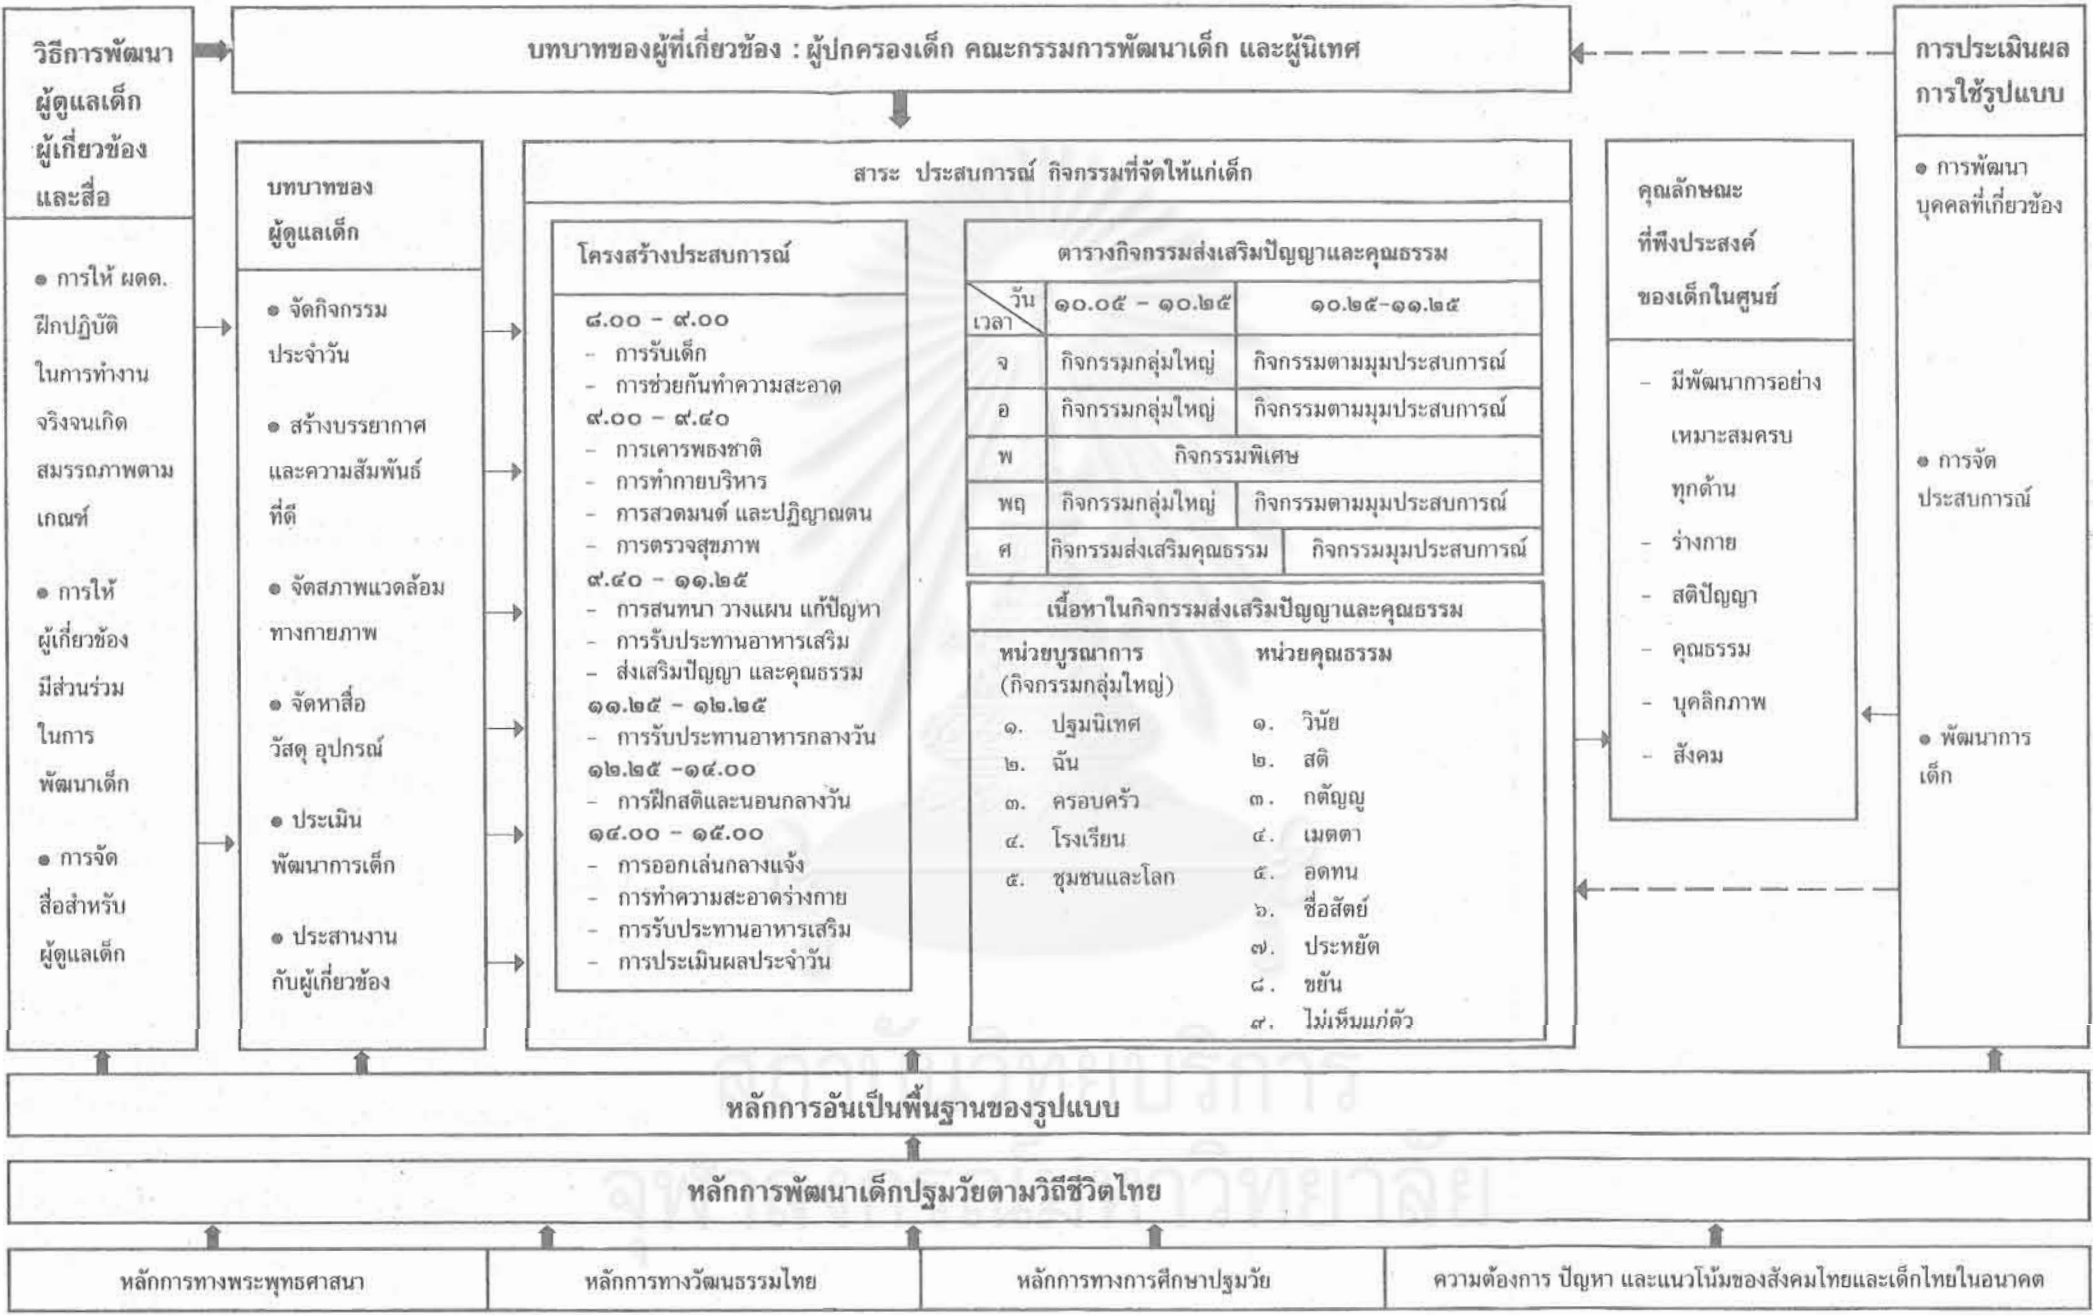 บทบาทของผู้ที่เกี่ยวข้อง : ผู้ปกครองเด็ก คณะกรรมการพัฒนาเด็ก และผู้นิเทศ
วิธีการพัฒนา
ผู้ดูแลเด็ก
ผู้เกี่ยวข้อง
และสื่อ
● การให้ ผดด.
ฝึกปฏิบัติ
ในการทำงาน
จริงจนเกิด
สมรรถภาพตาม
เกณฑ์
● การให้
ผู้เกี่ยวข้อง
มีส่วนร่วม
ในการ
พัฒนาเด็ก
● การจัด
สื่อสำหรับ
ผู้ดูแลเด็ก
บทบาทของ
ผู้ดูแลเด็ก
● จัดกิจกรรม
ประจำวัน
● สร้างบรรยากาศ
และความสัมพันธ์
ที่ดี
● จัดสภาพแวดล้อม
ทางกายภาพ
● จัดหาสื่อ
วัสดุ อุปกรณ์
● ประเมิน
พัฒนาการเด็ก
● ประสานงาน
กับผู้เกี่ยวข้อง
สาระ ประสบการณ์ กิจกรรมที่จัดให้แก่เด็ก
โครงสร้างประสบการณ์
๘.๐๐ - ๙.๐๐
- การรับเด็ก
- การช่วยกันทำความสะอาด
๙.๐๐ - ๙.๔๐
- การเคารพธงชาติ
- การทำกายบริหาร
- การสวดมนต์ และปฏิญาณตน
- การตรวจสุขภาพ
๙.๔๐ - ๑๑.๒๕
- การสนทนา วางแผน แก้ปัญหา
- การรับประทานอาหารเสริม
- ส่งเสริมปัญญา และคุณธรรม
๑๑.๒๕ - ๑๒.๒๕
- การรับประทานอาหารกลางวัน
๑๒.๒๕ -๑๔.๐๐
- การฝึกสติและนอนกลางวัน
๑๔.๐๐ - ๑๕.๐๐
- การออกเล่นกลางแจ้ง
- การทำความสะอาดร่างกาย
- การรับประทานอาหารเสริม
- การประเมินผลประจำวัน
ตารางกิจกรรมส่งเสริมปัญญาและคุณธรรม
วัน เวลา ๑๐.๐๕ - ๑๐.๒๕ ๑๐.๒๕-๑๑.๒๕
จ กิจกรรมกลุ่มใหญ่ กิจกรรมตามมุมประสบการณ์
อ กิจกรรมกลุ่มใหญ่ กิจกรรมตามมุมประสบการณ์
พ กิจกรรมพิเศษ
พฤ กิจกรรมกลุ่มใหญ่ กิจกรรมตามมุมประสบการณ์
ศ กิจกรรมส่งเสริมคุณธรรม กิจกรรมมุมประสบการณ์
เนื้อหาในกิจกรรมส่งเสริมปัญญาและคุณธรรม
หน่วยบูรณาการ หน่วยคุณธรรม
(กิจกรรมกลุ่มใหญ่)
๑. ปฐมนิเทศ ๑. วินัย
๒. ฉัน ๒. สติ
๓. ครอบครัว ๓. กตัญญู
๔. โรงเรียน ๔. เมตตา
๕. ชุมชนและโลก ๕. อดทน
๖. ซื่อสัตย์
๗. ประหยัด
๘. ขยัน
๙. ไม่เห็นแก่ตัว
คุณลักษณะ
ที่พึงประสงค์
ของเด็กในศูนย์
- มีพัฒนาการอย่าง
เหมาะสมครบ
ทุกด้าน
- ร่างกาย
- สติปัญญา
- คุณธรรม
- บุคลิกภาพ
- สังคม
การประเมินผล
การใช้รูปแบบ
● การพัฒนา
บุคคลที่เกี่ยวข้อง
● การจัด
ประสบการณ์
● พัฒนาการ
เด็ก
หลักการอันเป็นพื้นฐานของรูปแบบ
หลักการพัฒนาเด็กปฐมวัยตามวิถีชีวิตไทย
หลักการทางพระพุทธศาสนา หลักการทางวัฒนธรรมไทย หลักการทางการศึกษาปฐมวัย ความต้องการ ปัญหา และแนวโน้มของสังคมไทยและเด็กไทยในอนาคต
สถาบันวิทยบริการ
จุฬาลงกรณ์มหาวิทยาลัย